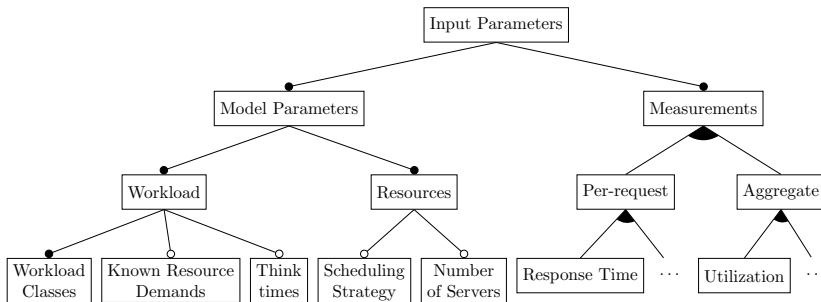 Input Parameters
Model Parameters
Measurements
Workload
Resources
Per-request
Aggregate
Workload
Classes
Known Resource
Demands
Think
times
Scheduling
Strategy
Number
of Servers
Response Time
...
Utilization
...